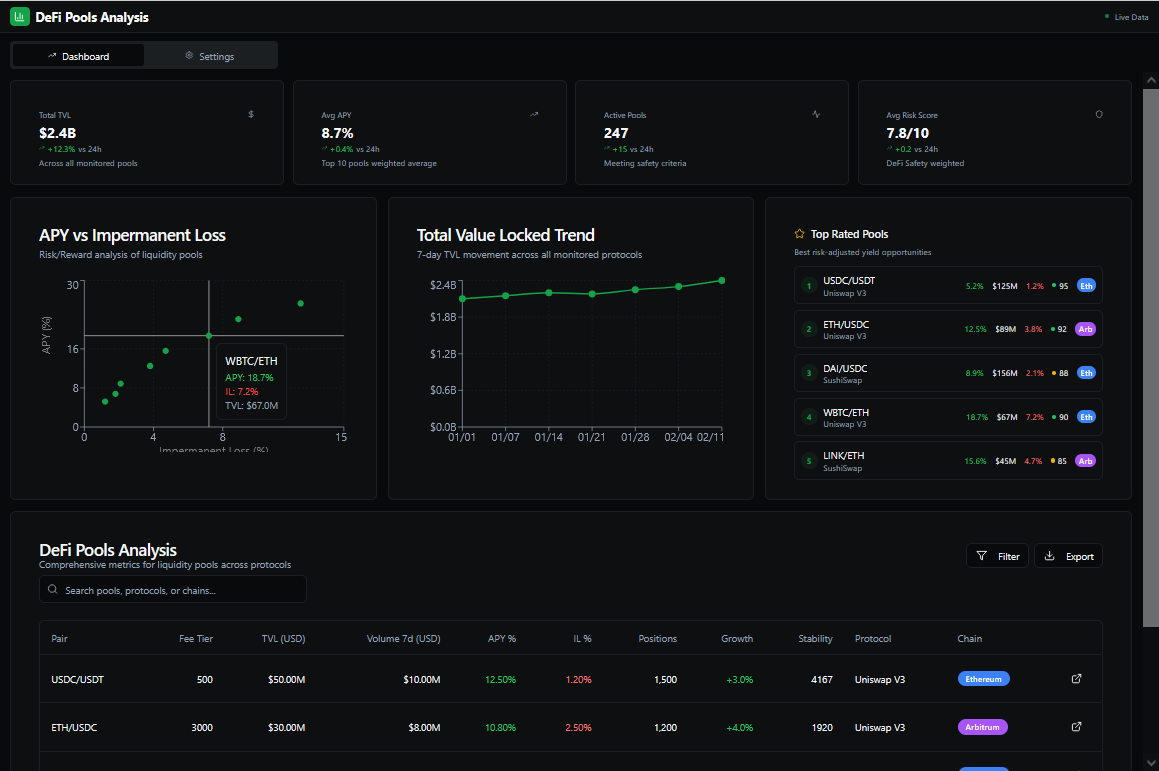 DeFi Pools Analysis
Live Data
Dashboard
Settings
Total TVL
$
$2.4B
+12.3% vs 24h
Across all monitored pools
Avg APY
8.7%
+0.4% vs 24h
Top 10 pools weighted average
Active Pools
247
+15 vs 24h
Meeting safety criteria
Avg Risk Score
7.8/10
+0.2 vs 24h
DeFi Safety weighted
APY vs Impermanent Loss
Risk/Reward analysis of liquidity pools
30
16
8
0
APY (%)
0 4 8 15
Impermanent Loss (%)
WBTC/ETH
APY: 18.7%
IL: 7.2%
TVL: $67.0M
Total Value Locked Trend
7-day TVL movement across all monitored protocols
$2.4B
$1.8B
$1.2B
$0.6B
$0.0B
01/01 01/07 01/14 01/21 01/28 02/04 02/11
Top Rated Pools
Best risk-adjusted yield opportunities
1 USDC/USDT 5.2% $125M 1.2% 95 Eth
Uniswap V3
2 ETH/USDC 12.5% $89M 3.8% 92 Arb
Uniswap V3
3 DAI/USDC 8.9% $156M 2.1% 88 Eth
SushiSwap
4 WBTC/ETH 18.7% $67M 7.2% 90 Eth
Uniswap V3
5 LINK/ETH 15.6% $45M 4.7% 85 Arb
SushiSwap
DeFi Pools Analysis
Comprehensive metrics for liquidity pools across protocols
Filter
Export
Search pools, protocols, or chains...
Pair Fee Tier TVL (USD) Volume 7d (USD) APY % IL % Positions Growth Stability Protocol Chain
USDC/USDT 500 $50.00M $10.00M 12.50% 1.20% 1,500 +3.0% 4167 Uniswap V3 Ethereum
ETH/USDC 3000 $30.00M $8.00M 10.80% 2.50% 1,200 +4.0% 1920 Uniswap V3 Arbitrum